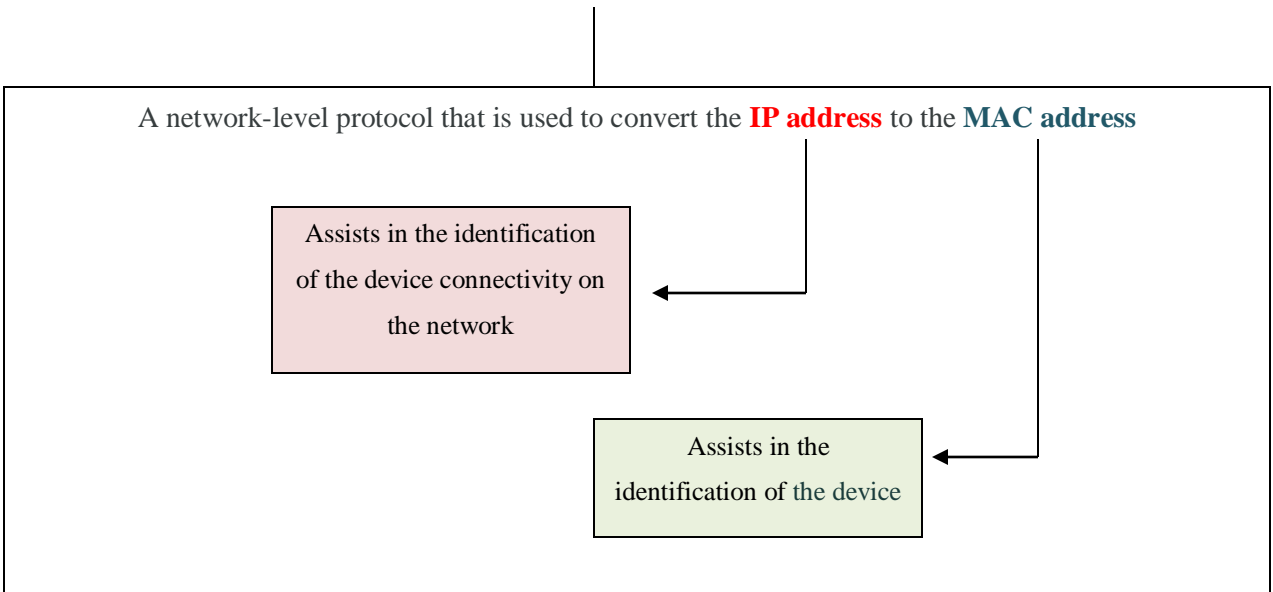 A network-level protocol that is used to convert the IP address to the MAC address
Assists in the identification
of the device connectivity on
the network
Assists in the
identification of the device